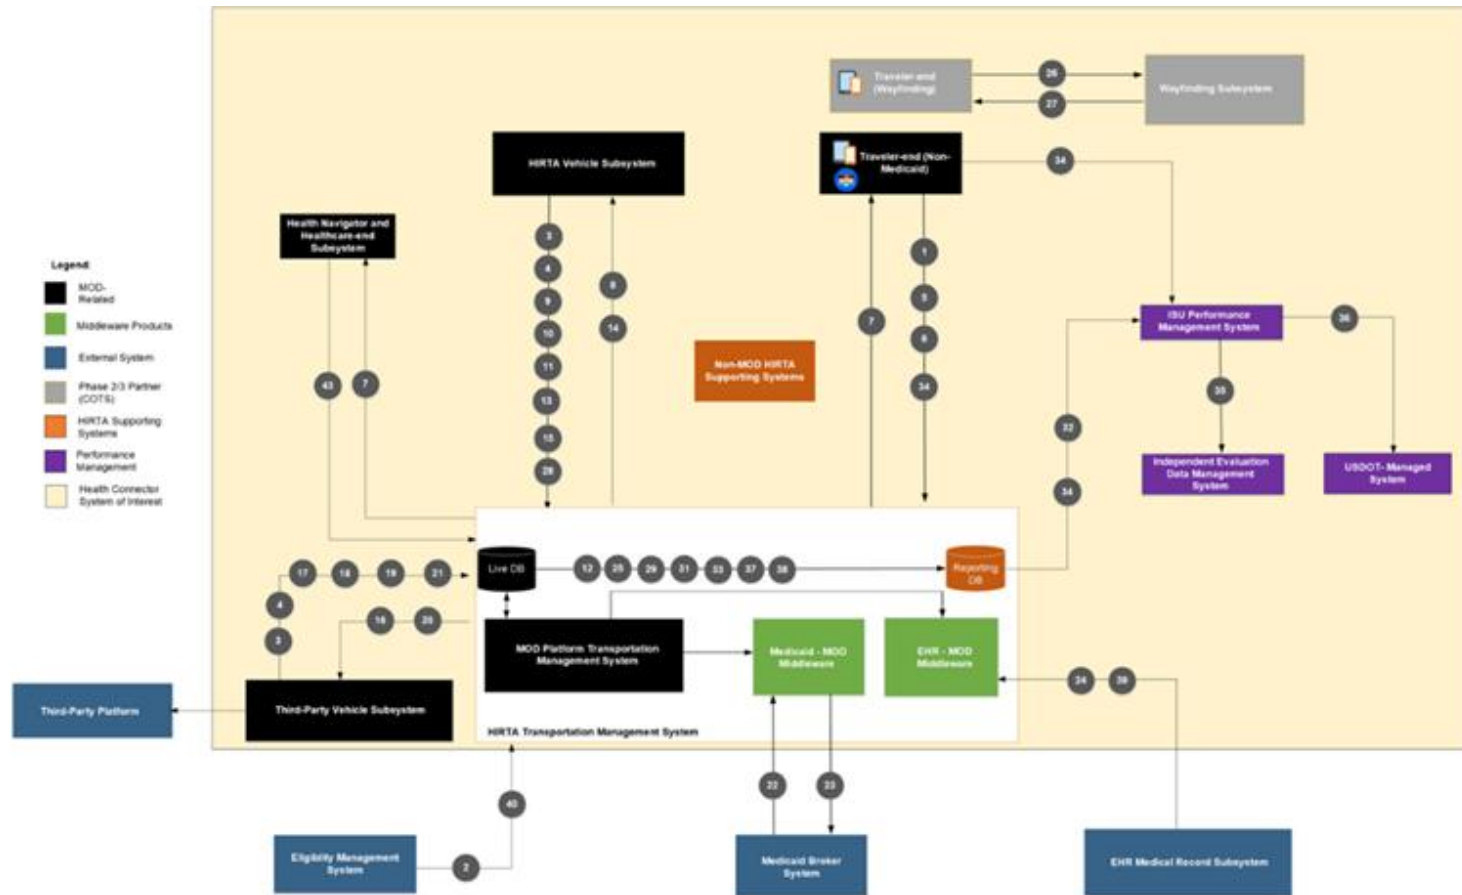 Traveler-end
(Wayfinding)
26
27
Wayfinding Subsystem
HIRTA Vehicle Subsystem
Traveler-end (Non-
Medicaid)
34
Health Navigator and
Healthcare-end
Subsystem
Legend:
MOD-
Related
Middleware Products
External System
Phase 2/3 Partner
(COTS)
HIRTA Supporting
Systems
Performance
Management
Health Connector
System of Interest
43
7
3
4
9
10
11
13
15
28
8
14
7
1
5
6
34
Non-MOD HIRTA
Supporting Systems
ISU Performance
Management System
36
35
32
34
Independent Evaluation
Data Management
System
USDOT- Managed
System
17
18
19
21
4
3
16
20
Live DB
12
25
29
31
33
37
38
Reporting
DB
MOD Platform Transportation
Management System
Medicaid - MOD
Middleware
EHR - MOD
Middleware
24
39
Third-Party Platform
Third-Party Vehicle Subsystem
HIRTA Transportation Management System
40
2
22
23
Eligibility Management
System
Medicaid Broker
System
EHR Medical Record Subsystem